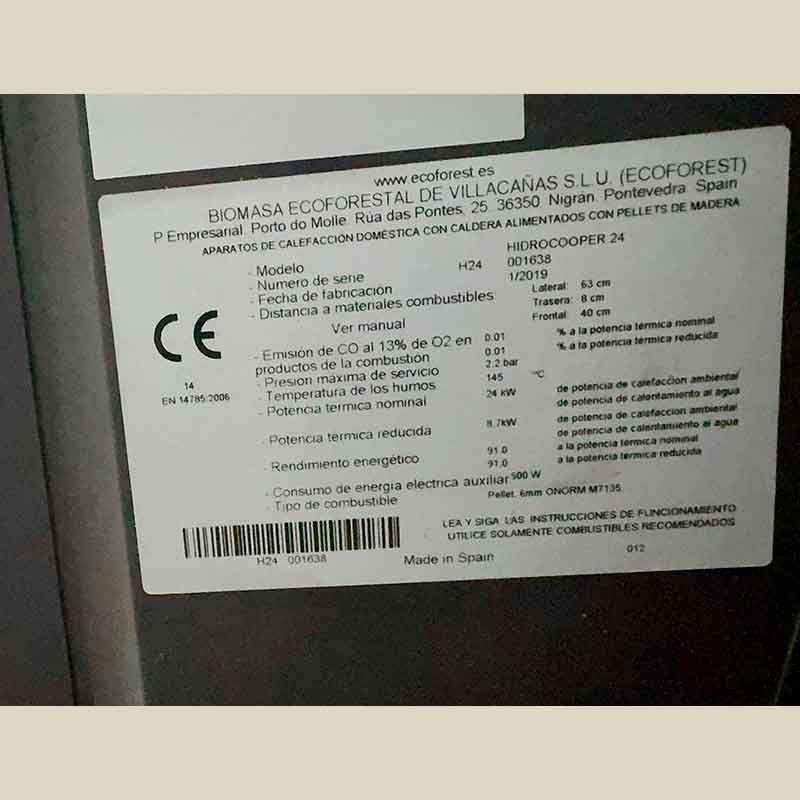 www.ecoforest.es
BIOMASA ECOFORESTAL DE VILLACAÑAS S.L.U. (ECOFOREST)
P Empresarial. Porto do Molle. Rúa das Pontes, 25 36350 Nigrán. Pontevedra Spain
APARATOS DE CALEFACCIÓN DOMÉSTICA CON CALDERA ALIMENTADOS CON PELLETS DE MADERA
- Modelo HIDROCOOPER 24
- Numero de serie H24 001638
- Fecha de fabricación 1/2019
- Distancia a materiales combustibles: Lateral: 63 cm
Trasera: 8 cm
Ver manual Frontal: 40 cm
- Emisión de CO al 13% de O2 en 0.01 % a la potencia térmica nominal
productos de la combustión 0.01 % a la potencia térmica reducida
- Presion máxima de servicio 2.2 bar
- Temperatura de los humos 145 ºC
- Potencia termica nominal 24 kW de potencia de calefaccion ambiental
de potencia de calentamiento al agua
- Potencia térmica reducida 8.7kW de potencia de calefaccion ambiental
de potencia de calentamiento al agua
- Rendimiento energético 91.0 a la potencia termica nominal
91.0 a la potencia termica reducida
- Consumo de energia electrica auxiliar 500 W
- Tipo de combustible Pellet. 6mm ONORM M7135.
CE
14
EN 14785:2006
LEA Y SIGA LAS INSTRUCCIONES DE FUNCIONAMIENTO
UTILICE SOLAMENTE COMBUSTIBLES RECOMENDADOS
H24 001638
Made in Spain
012